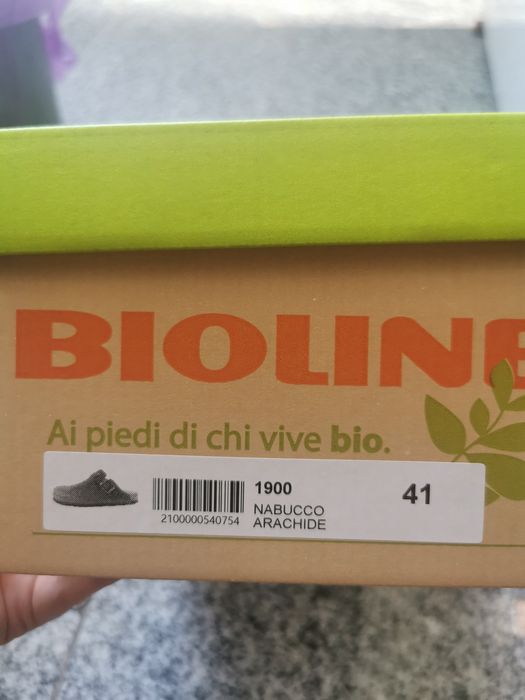 BIOLINE
Ai piedi di chi vive bio.
1900
41
NABUCCO
2100000540754
ARACHIDE